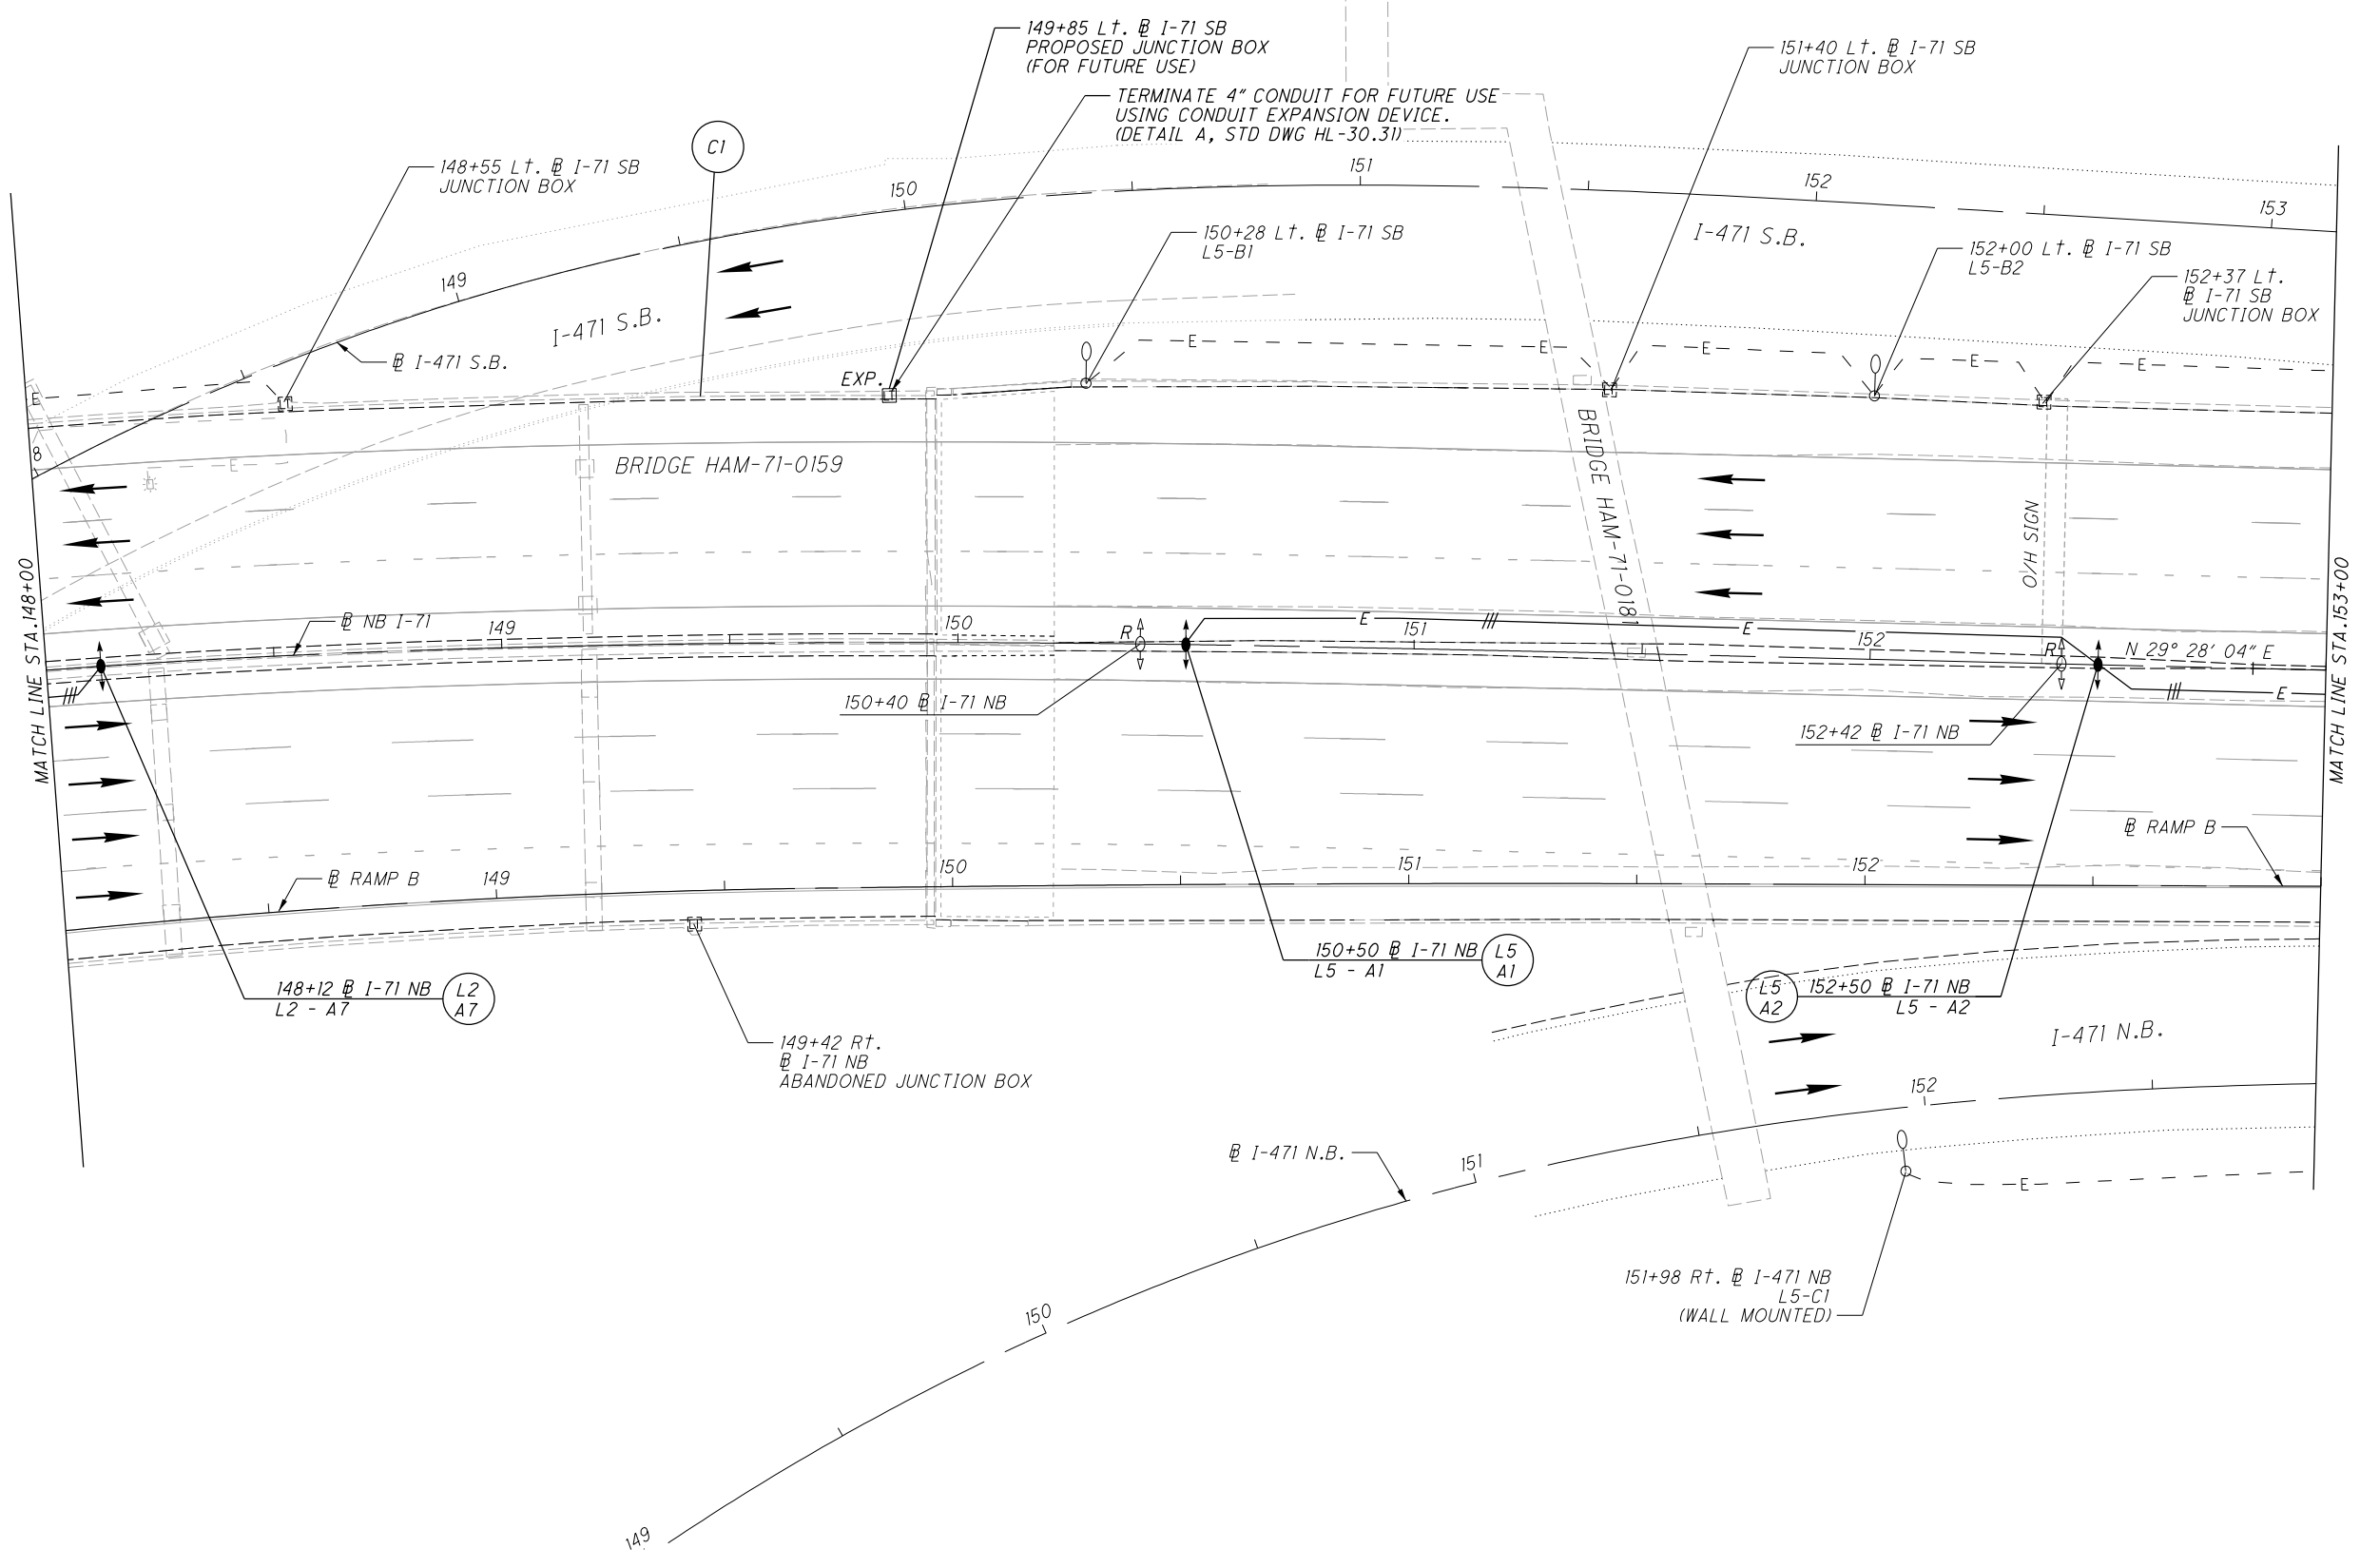 149+85 Lt. ℄ I-71 SB
PROPOSED JUNCTION BOX
(FOR FUTURE USE)
151+40 Lt. ℄ I-71 SB
JUNCTION BOX
TERMINATE 4" CONDUIT FOR FUTURE USE
USING CONDUIT EXPANSION DEVICE.
(DETAIL A, STD DWG HL-30.31)
C1
148+55 Lt. ℄ I-71 SB
JUNCTION BOX
149
150
151
152
153
150+28 Lt. ℄ I-71 SB
L5-B1
I-471 S.B.
152+00 Lt. ℄ I-71 SB
L5-B2
152+37 Lt.
℄ I-71 SB
JUNCTION BOX
I-471 S.B.
℄ I-471 S.B.
EXP.
E
E
E
E
E
E
8
E
BRIDGE HAM-71-0159
BRIDGE HAM-71-0181
O/H SIGN
MATCH LINE STA.148+00
MATCH LINE STA.153+00
℄ NB I-71
149
150
R
E
151
E
152
R
N 29° 28' 04" E
E
150+40 ℄ I-71 NB
152+42 ℄ I-71 NB
℄ RAMP B
℄ RAMP B
149
150
151
152
148+12 ℄ I-71 NB
L2 - A7
L2
A7
150+50 ℄ I-71 NB
L5 - A1
L5
A1
L5
A2
152+50 ℄ I-71 NB
L5 - A2
149+42 Rt.
℄ I-71 NB
ABANDONED JUNCTION BOX
I-471 N.B.
℄ I-471 N.B.
149
150
151
152
E
151+98 Rt. ℄ I-471 NB
L5-C1
(WALL MOUNTED)